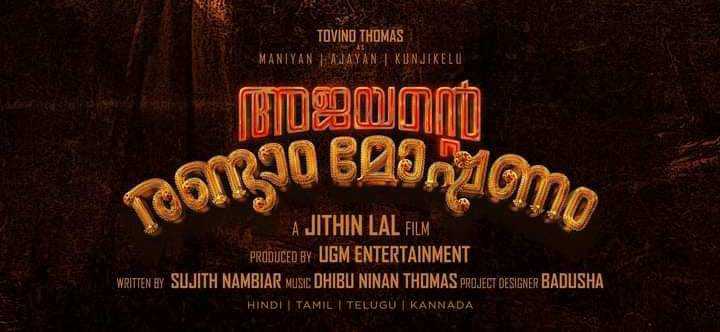 TOVINO THOMAS
AS
MANIYAN | AJAYAN | KUNJIKELU
അജയന്റെ
രണ്ടാം മോഷണം
A JITHIN LAL FILM
PRODUCED BY UGM ENTERTAINMENT
WRITTEN BY SUJITH NAMBIAR MUSIC DHIBU NINAN THOMAS PROJECT DESIGNER BADUSHA
HINDI | TAMIL | TELUGU | KANNADA